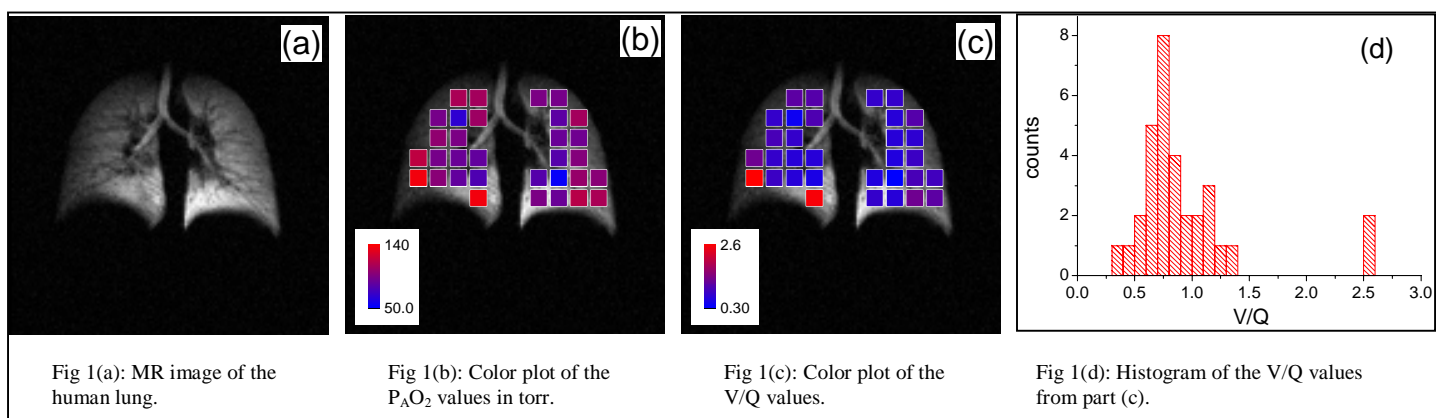 (a)
(b)
140
50.0
(c)
2.6
0.30
(d)
counts
8
6
4
2
0
0.0 0.5 1.0 1.5 2.0 2.5 3.0
V/Q
Fig 1(a): MR image of the
human lung.
Fig 1(b): Color plot of the
PAO2 values in torr.
Fig 1(c): Color plot of the
V/Q values.
Fig 1(d): Histogram of the V/Q values
from part (c).